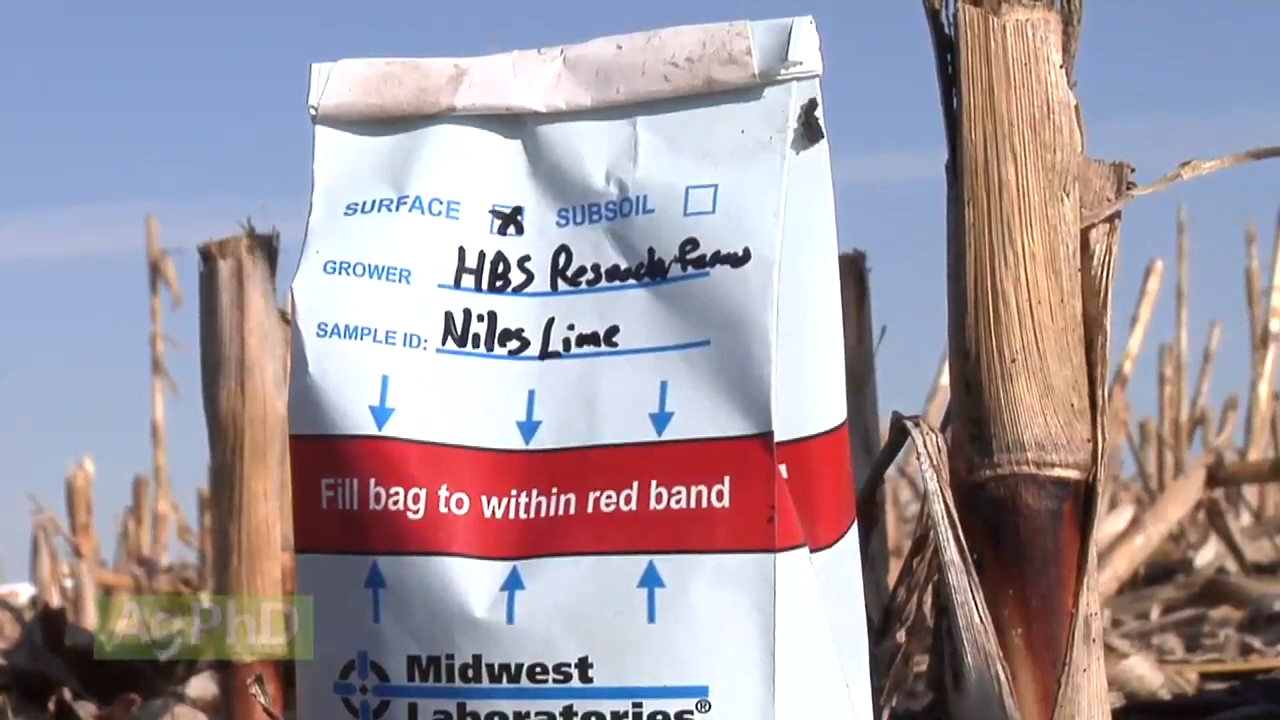 SURFACE SUBSOIL
GROWER HBS Research Farms
SAMPLE ID: Niles Lime
Fill bag to within red band
AgPhD
Midwest
Laboratories®